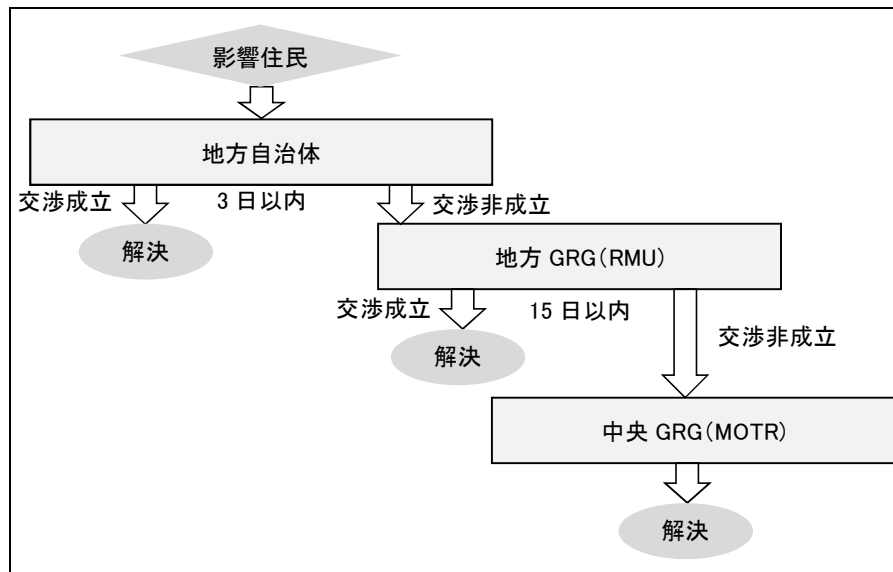 影響住民
地方自治体
交渉成立
3 日以内
交渉非成立
解決
地方 GRG(RMU)
交渉成立
15 日以内
交渉非成立
解決
中央 GRG(MOTR)
解決